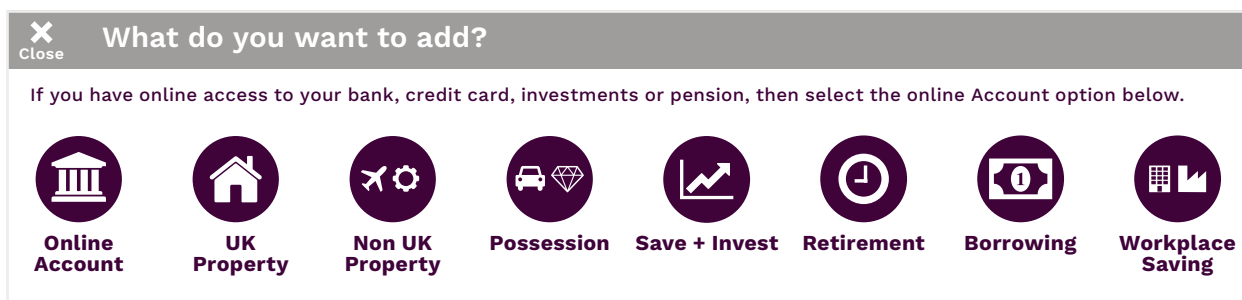 Close
What do you want to add?
If you have online access to your bank, credit card, investments or pension, then select the online Account option below.
1
Online
Account
UK
Property
Non UK
Property
Possession
Save + Invest
Retirement
Borrowing
Workplace
Saving